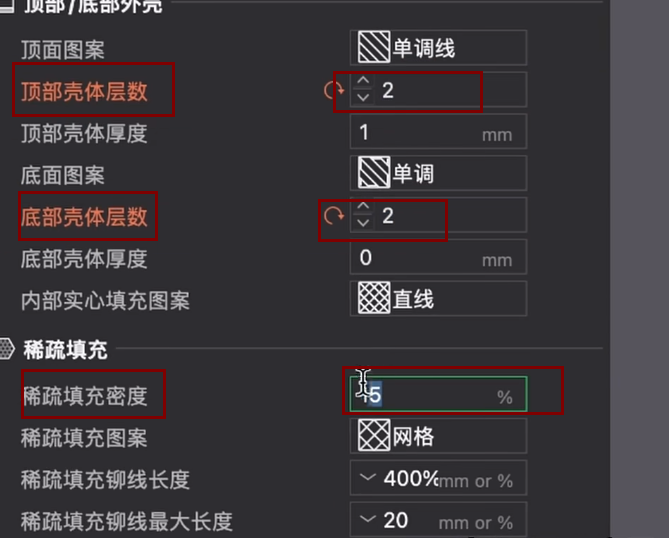 顶部/底部外壳
顶面图案 单调线
顶部壳体层数 2
顶部壳体厚度 1 mm
底面图案 单调
底部壳体层数 2
底部壳体厚度 0 mm
内部实心填充图案 直线
稀疏填充
稀疏填充密度 5 %
稀疏填充图案 网格
稀疏填充铆线长度 400% mm or %
稀疏填充铆线最大长度 20 mm or %